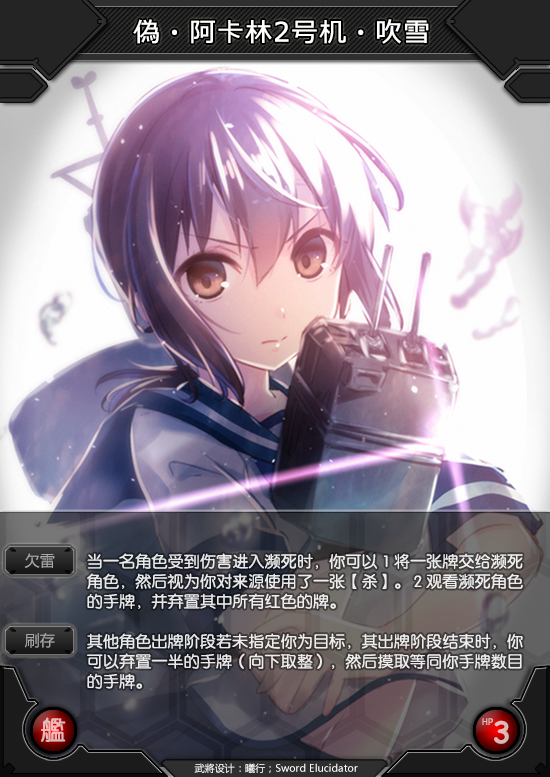 偽·阿卡林2号机·吹雪
欠雷
当一名角色受到伤害进入濒死时，你可以1将一张牌交给濒死
角色，然后视为你对来源使用了一张【杀】。2观看濒死角色
的手牌，并弃置其中所有红色的牌。
刷存
其他角色出牌阶段若未指定你为目标，其出牌阶段结束时，你
可以弃置一半的手牌（向下取整），然后摸取等同你手牌数目
的手牌。
艦
HP 3
武將设计：曦行；Sword Elucidator